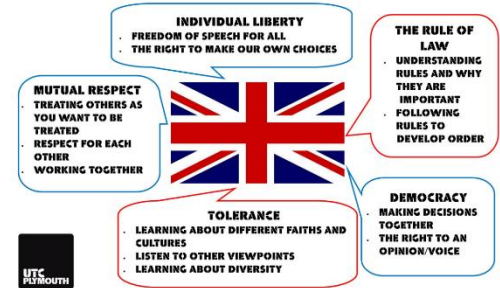 INDIVIDUAL LIBERTY
• FREEDOM OF SPEECH FOR ALL
• THE RIGHT TO MAKE OUR OWN CHOICES
THE RULE OF
LAW
• UNDERSTANDING
RULES AND WHY
THEY ARE
IMPORTANT
• FOLLOWING
RULES TO
DEVELOP ORDER
MUTUAL RESPECT
• TREATING OTHERS AS
YOU WANT TO BE
TREATED
• RESPECT FOR EACH
OTHER
• WORKING TOGETHER
DEMOCRACY
• MAKING DECISIONS
TOGETHER
• THE RIGHT TO AN
OPINION/VOICE
TOLERANCE
• LEARNING ABOUT DIFFERENT FAITHS AND
CULTURES
• LISTEN TO OTHER VIEWPOINTS
• LEARNING ABOUT DIVERSITY
UTC
PLYMOUTH